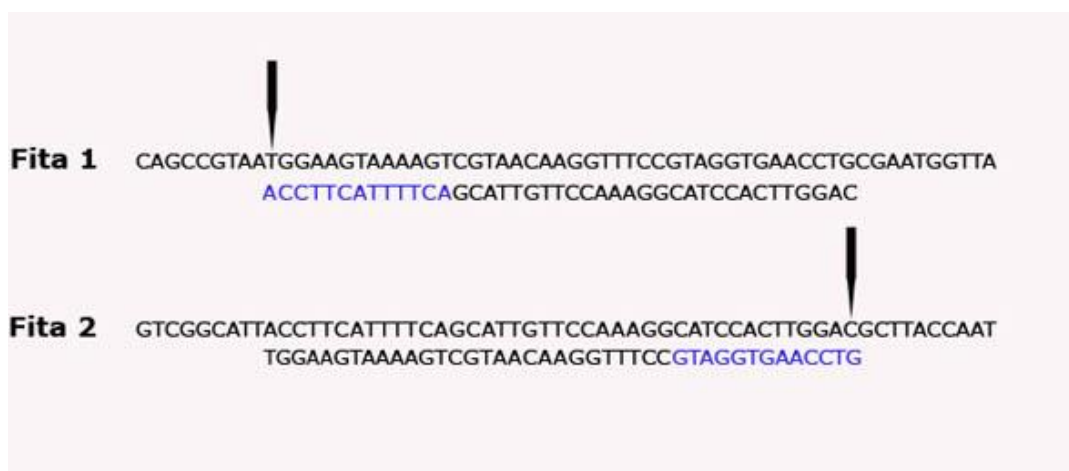 Fita 1 CAGCCGTAATGGAAGTAAAAGTCGTAACAAGGTTTCCGTAGGTGAACCTGCGAATGGTTA
ACCTTCATTTTCAGCATTGTTCCAAAGGCATCCACTTGGAC
Fita 2 GTCGGCATTACCTTCATTTTCAGCATTGTTCCAAAGGCATCCACTTGGACGCTTACCAAT
TGGAAGTAAAAGTCGTAACAAGGTTTCCGTAGGTGAACCTG